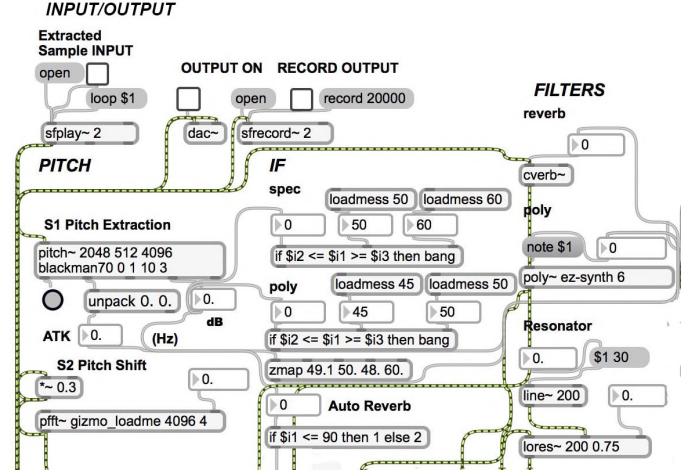 INPUT/OUTPUT
Extracted
Sample INPUT
open
loop $1
sfplay~ 2
OUTPUT ON
dac~
RECORD OUTPUT
open
record 20000
sfrecord~ 2
PITCH
S1 Pitch Extraction
pitch~ 2048 512 4096
blackman70 0 1 10 3
unpack 0. 0.
0.
dB
ATK
0.
(Hz)
S2 Pitch Shift
*~ 0.3
0.
pfft~ gizmo_loadme 4096 4
IF
spec
loadmess 50
loadmess 60
0
50
60
if $i2 <= $i1 >= $i3 then bang
poly
loadmess 45
loadmess 50
0
45
50
if $i2 <= $i1 >= $i3 then bang
zmap 49.1 50. 48. 60.
0
Auto Reverb
if $i1 <= 90 then 1 else 2
FILTERS
reverb
0
cverb~
poly
note $1
0
poly~ ez-synth 6
Resonator
0.
$1 30
line~ 200
0.
lores~ 200 0.75